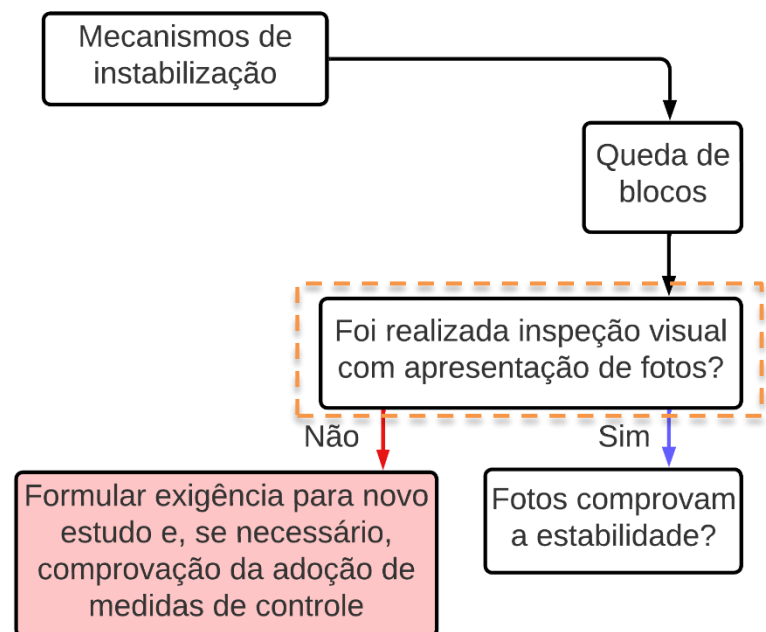 Mecanismos de
instabilização
Queda de
blocos
Foi realizada inspeção visual
com apresentação de fotos?
Não
Sim
Formular exigência para novo
estudo e, se necessário,
comprovação da adoção de
medidas de controle
Fotos comprovam
a estabilidade?